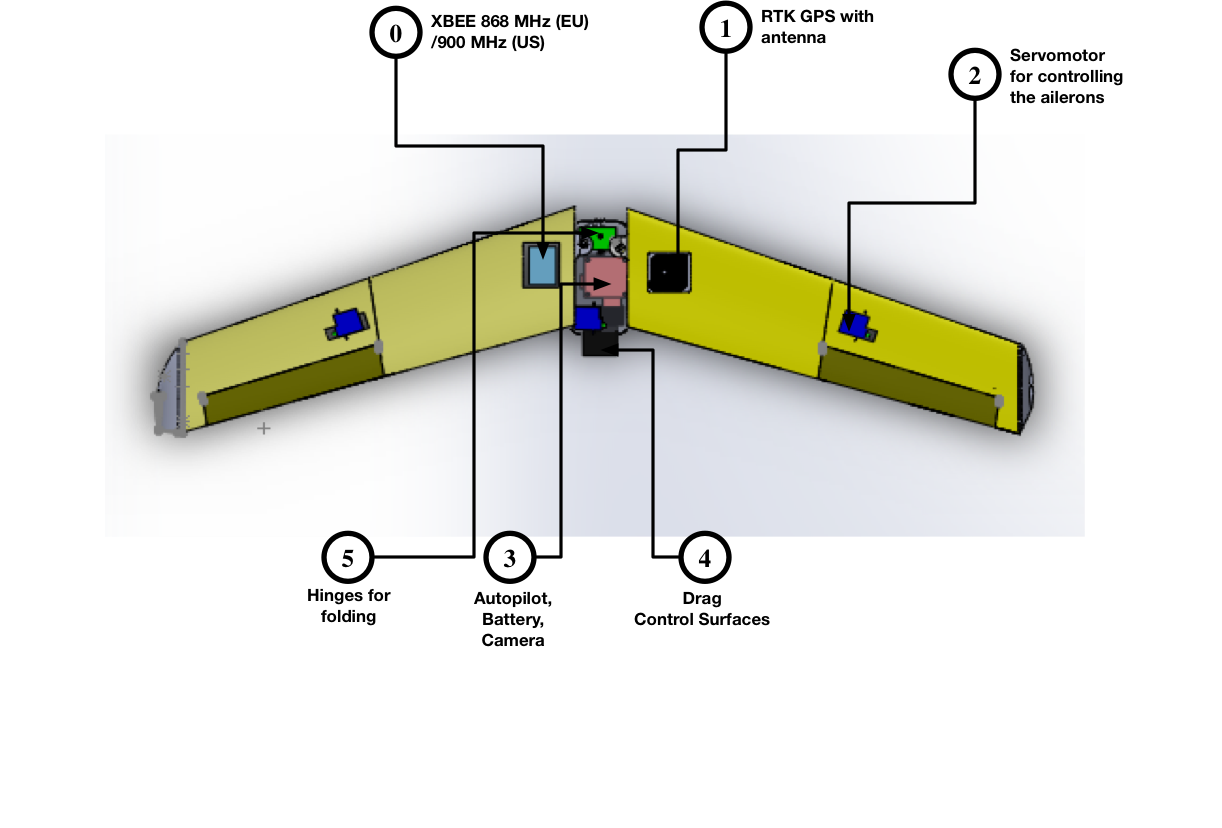 0
XBEE 868 MHz (EU)
/900 MHz (US)
1
RTK GPS with
antenna
2
Servomotor
for controlling
the ailerons
5
Hinges for
folding
3
Autopilot,
Battery,
Camera
4
Drag
Control Surfaces